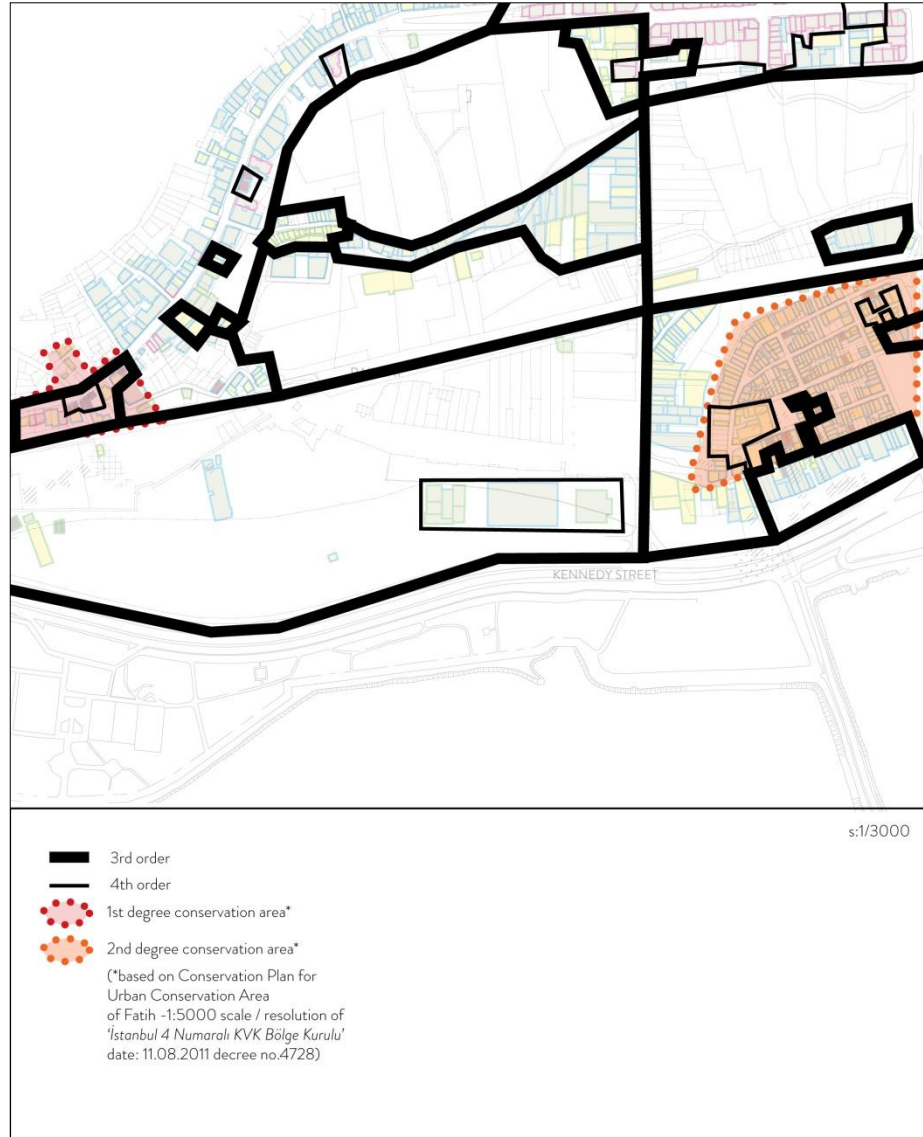 KENNEDY STREET
s:1/3000
3rd order
4th order
1st degree conservation area*
2nd degree conservation area*
(*based on Conservation Plan for
Urban Conservation Area
of Fatih -1:5000 scale / resolution of
‘İstanbul 4 Numaralı KVK Bölge Kurulu’
date: 11.08.2011 decree no.4728)